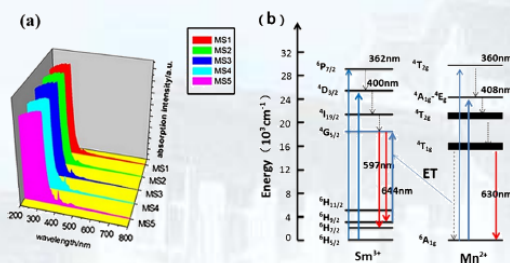 (a)
MS1
MS2
MS3
MS4
MS5
absorption intensity/a.u.
MS1
MS2
MS3
MS4
MS5
200 300 400 500 600 700 800
wavelength/nm
(b)
Energy (10³cm⁻¹)
32
28
24
20
16
12
8
4
0
⁶P₇/₂
362nm
⁴D₃/₂
400nm
⁴I₁₉/₂
⁴G₅/₂
597nm
644nm
⁶H₁₁/₂
⁶H₉/₂
⁶H₇/₂
⁶H₅/₂
Sm³⁺
ET
⁴T₂g
360nm
⁴A₁g-⁴Eg
408nm
⁴T₂g
⁴T₁g
630nm
⁶A₁g
Mn²⁺